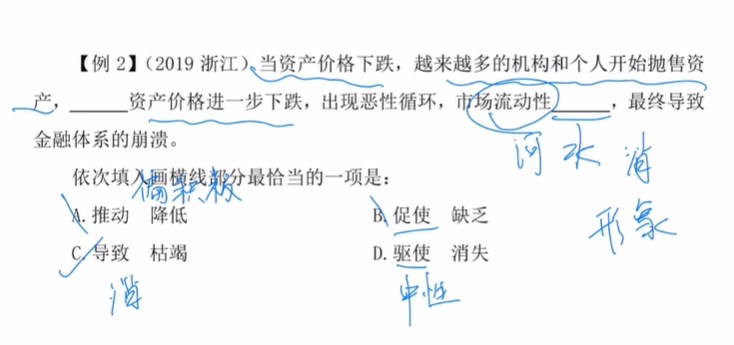 【例 2】（2019 浙江）当资产价格下跌，越来越多的机构和个人开始抛售资
产，______资产价格进一步下跌，出现恶性循环，市场流动性______，最终导致
金融体系的崩溃。
河水 消
依次填入画横线部分最恰当的一项是：
偏积极
A. 推动 降低 B. 促使 缺乏
形象
C. 导致 枯竭 D. 驱使 消失
消 中性